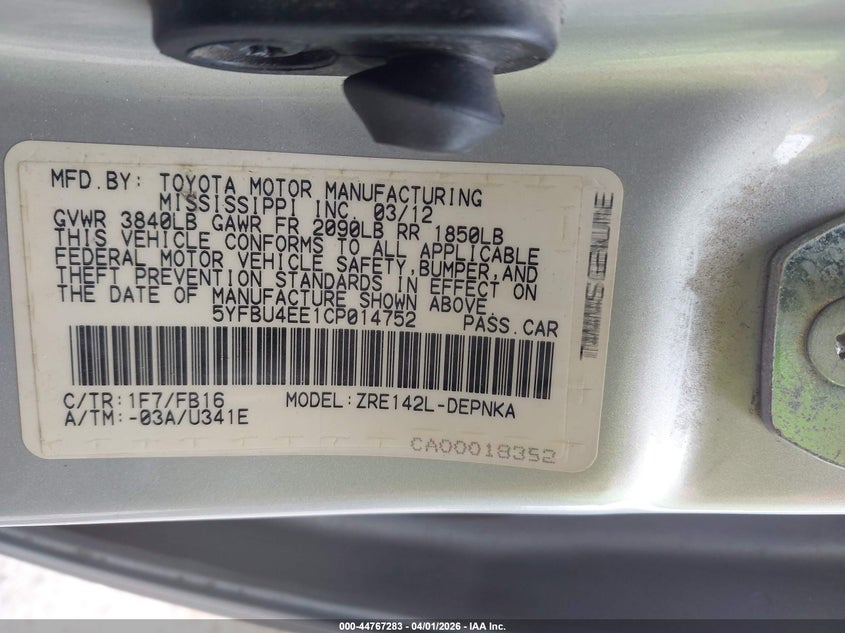 MFD.BY: TOYOTA MOTOR MANUFACTURING
MISSISSIPPI INC. 03/12
GVWR 3840LB GAWR FR 2090LB RR 1850LB
THIS VEHICLE CONFORMS TO ALL APPLICABLE
FEDERAL MOTOR VEHICLE SAFETY,BUMPER,AND
THEFT PREVENTION STANDARDS IN EFFECT ON
THE DATE OF MANUFACTURE SHOWN ABOVE.
5YFBU4EE1CP014752 PASS.CAR
C/TR:1F7/FB16 MODEL:ZRE142L-DEPNKA
A/TM:-03A/U341E
CA00018352
GENUINE
000-44767283 - 04/01/2026 - IAA Inc.